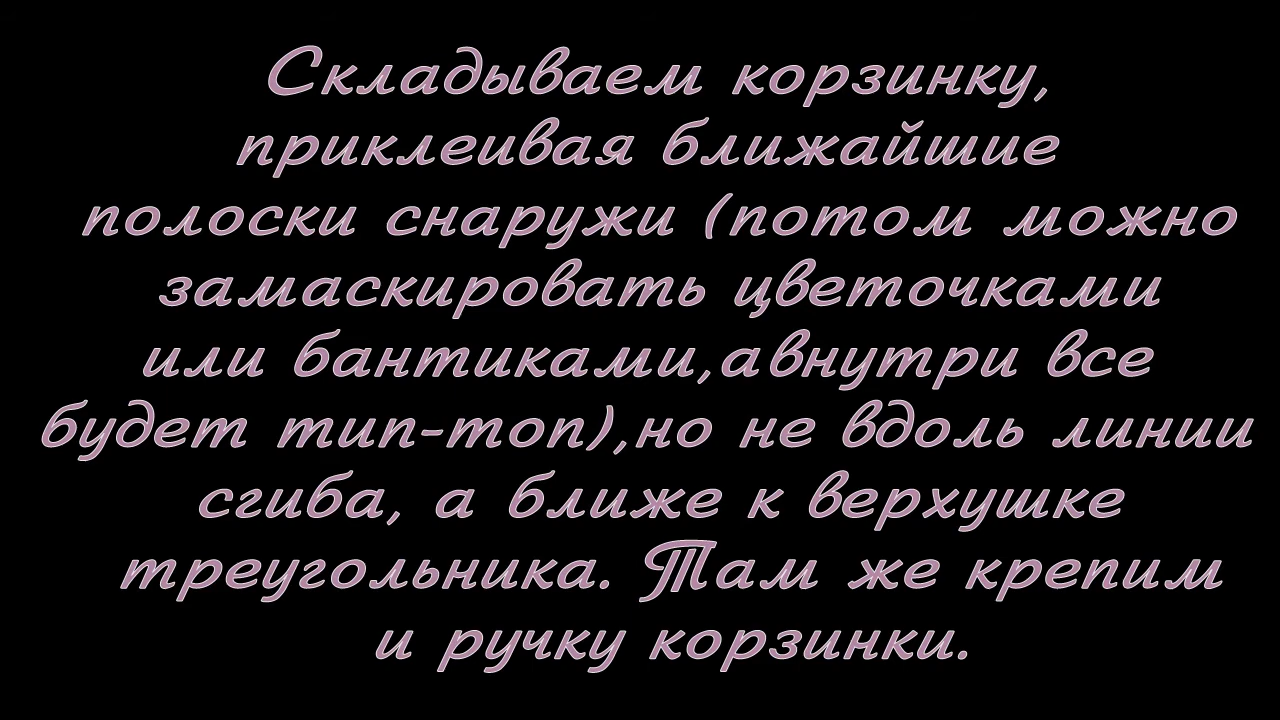 Складываем корзинку,
приклеивая ближайшие
полоски снаружи (потом можно
замаскировать цветочками
или бантиками,авнутри все
будет тип-топ),но не вдоль линии
сгиба, а ближе к верхушке
треугольника. Там же крепим
и ручку корзинки.